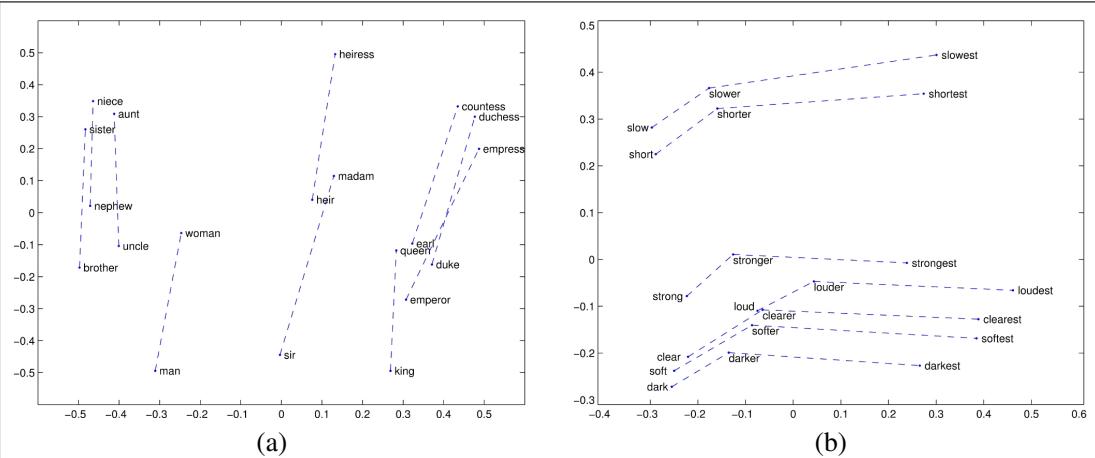 0.5
0.4
0.3
0.2
0.1
0
−0.1
−0.2
−0.3
−0.4
−0.5
−0.5 −0.4 −0.3 −0.2 −0.1 0 0.1 0.2 0.3 0.4 0.5
heiress
niece
aunt
sister
countess
duchess
empress
madam
heir
nephew
woman
uncle
earl
queen
brother
duke
emperor
sir
man
king
(a)
0.5
0.4
0.3
0.2
0.1
0
−0.1
−0.2
−0.3
−0.4 −0.3 −0.2 −0.1 0 0.1 0.2 0.3 0.4 0.5 0.6
slowest
slower
shortest
shorter
slow
short
stronger
strongest
strong
louder
loudest
loud
clearer
clearest
softer
softest
clear
darker
soft
darkest
dark
(b)